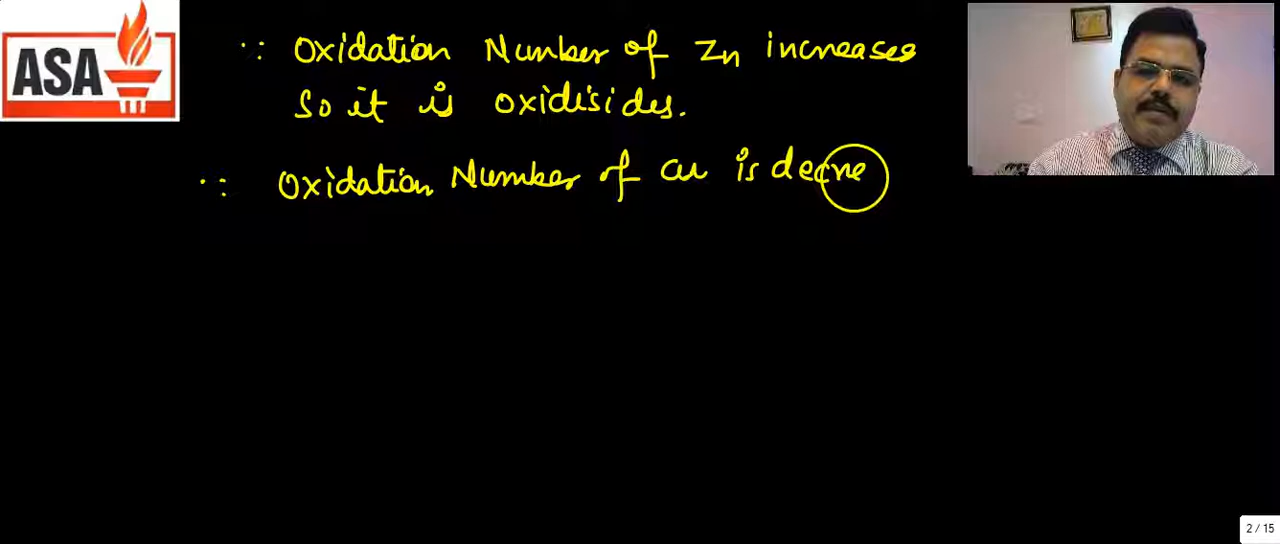 ASA
∵ Oxidation Number of Zn increases
So it is oxidisides.
∵ Oxidation Number of Cu is decre
2 / 15